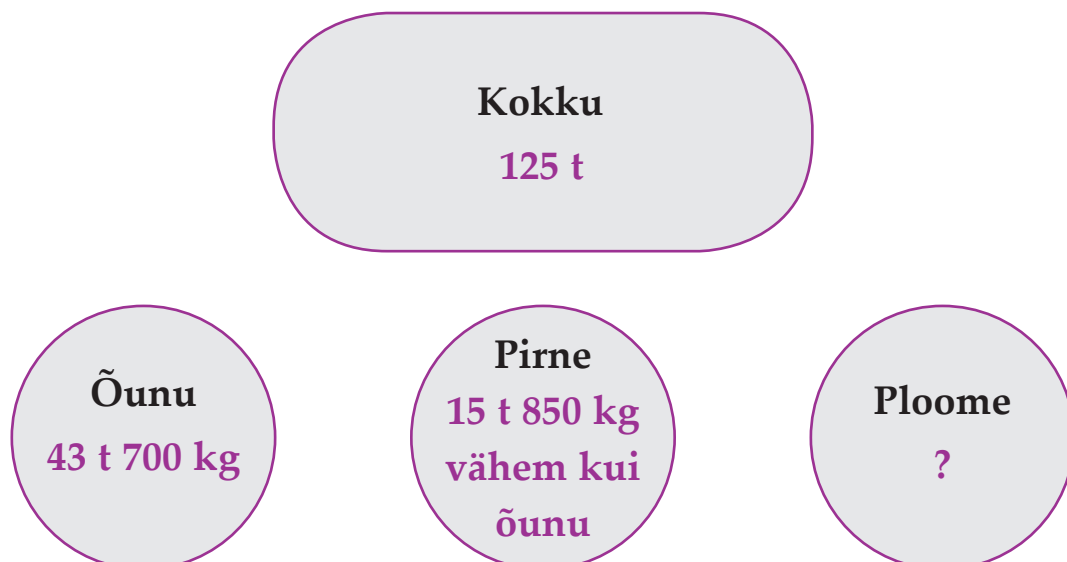 Kokku
125 t
Õunu
43 t 700 kg
Pirne
15 t 850 kg
vähem kui
õunu
Ploome
?